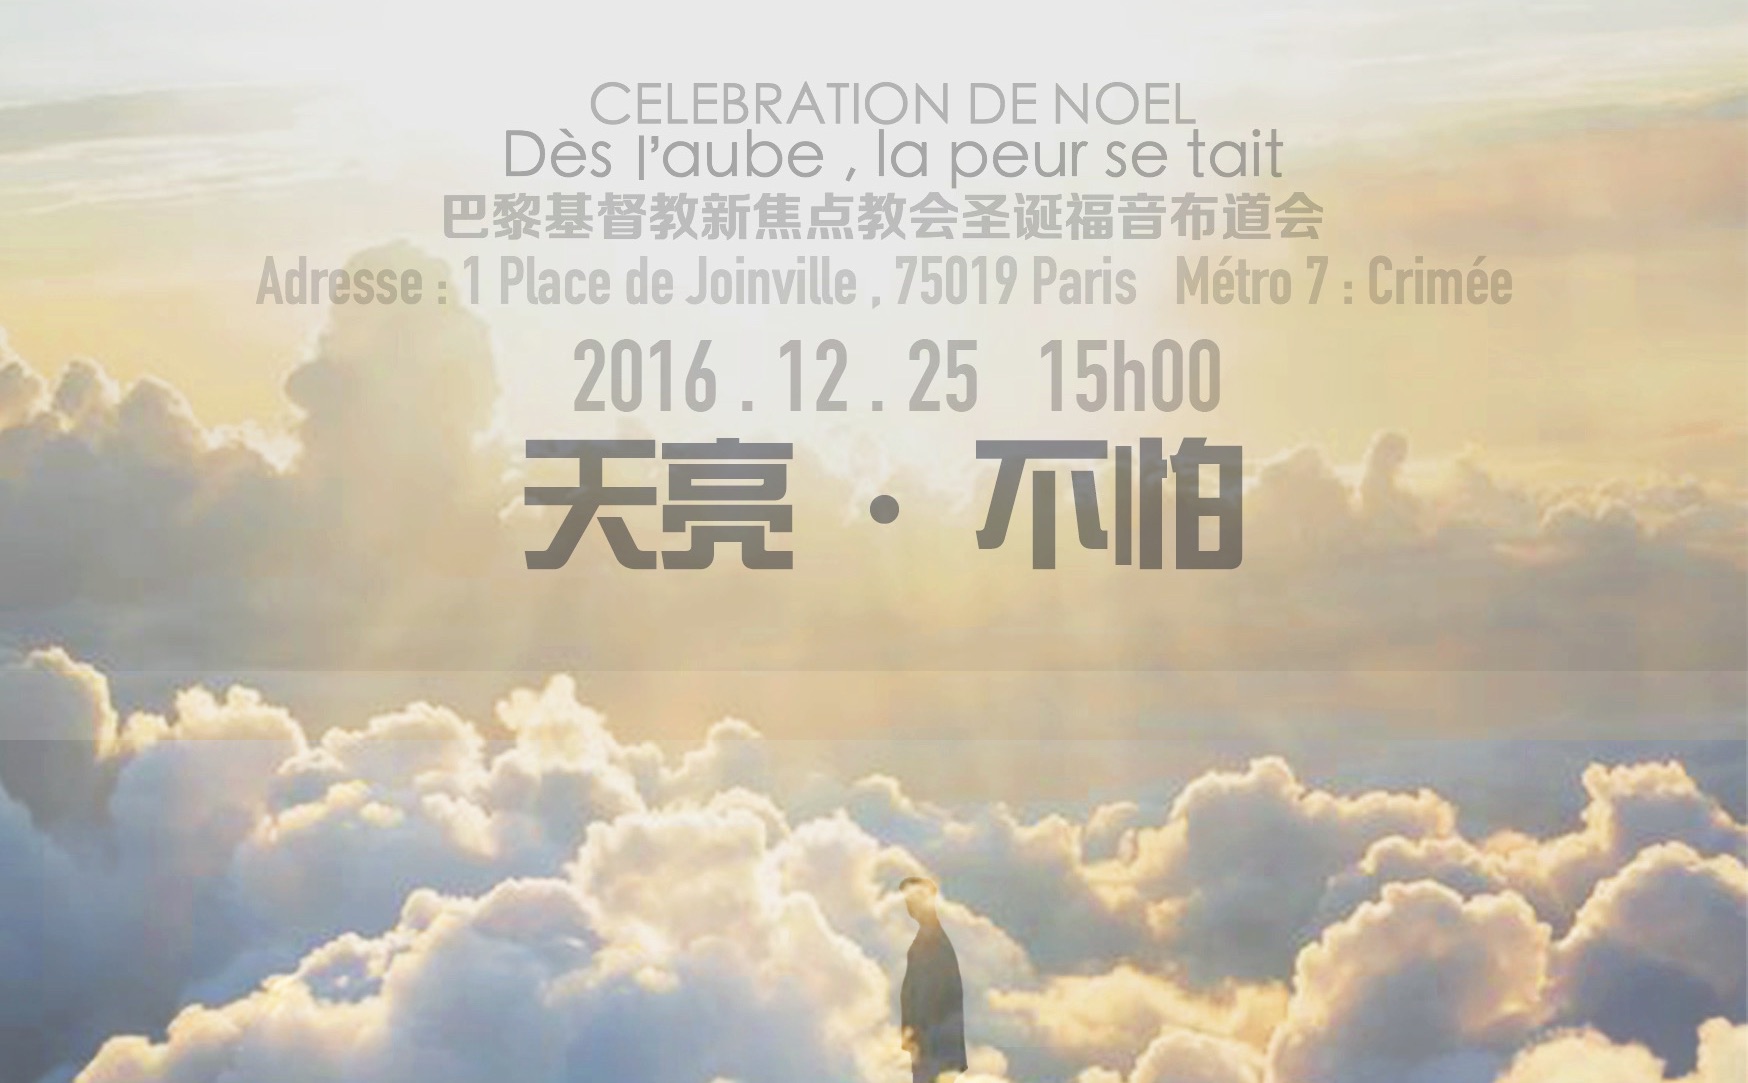 CELEBRATION DE NOEL
Dès l’aube , la peur se tait
巴黎基督教新焦点教会圣诞福音布道会
Adresse : 1 Place de Joinville , 75019 Paris Métro 7 : Crimée
2016 . 12 . 25 15h00
天亮 · 不怕